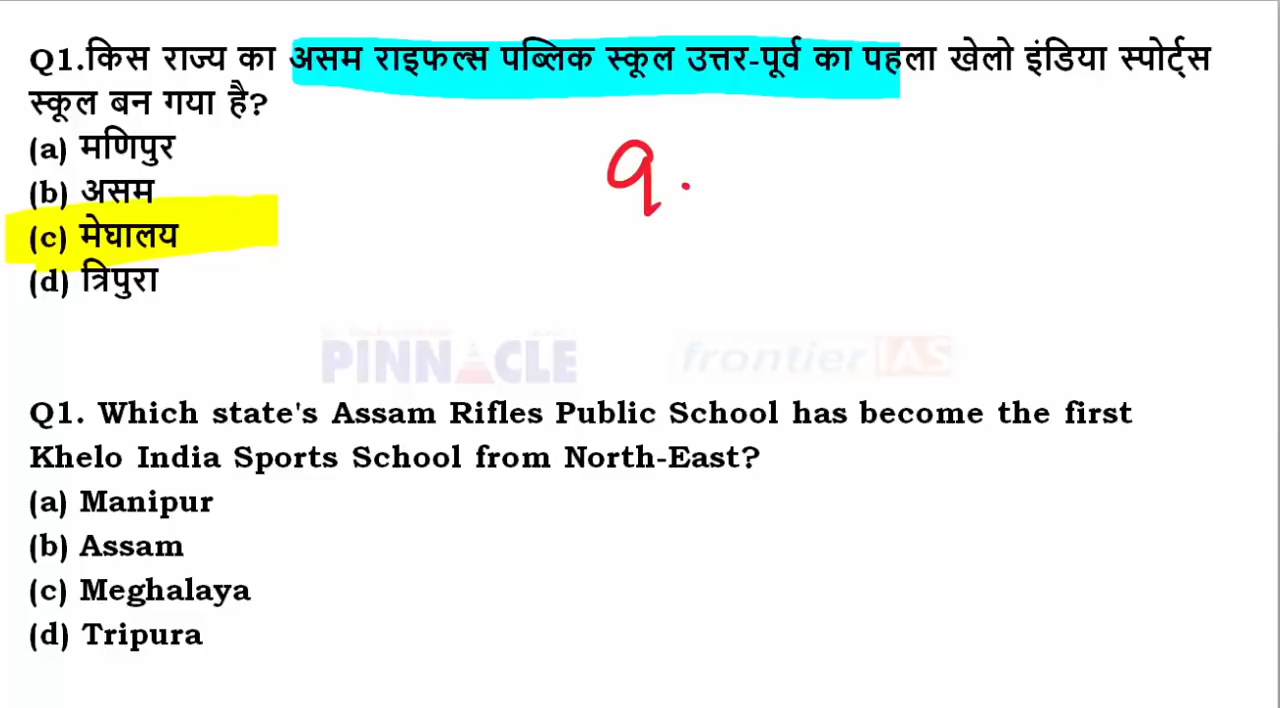 Q1.किस राज्य का असम राइफल्स पब्लिक स्कूल उत्तर-पूर्व का पहला खेलो इंडिया स्पोर्ट्स
स्कूल बन गया है?
(a) मणिपुर
(b) असम
9.
(c) मेघालय
(d) त्रिपुरा
PINNACLE frontier IAS
Q1. Which state's Assam Rifles Public School has become the first
Khelo India Sports School from North-East?
(a) Manipur
(b) Assam
(c) Meghalaya
(d) Tripura